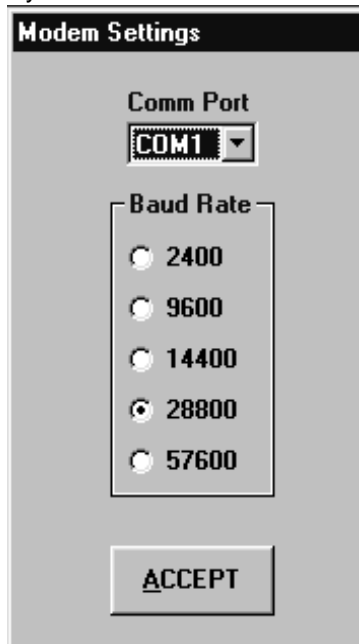 Modem Settings
Comm Port
COM1
Baud Rate
2400
9600
14400
28800
57600
ACCEPT